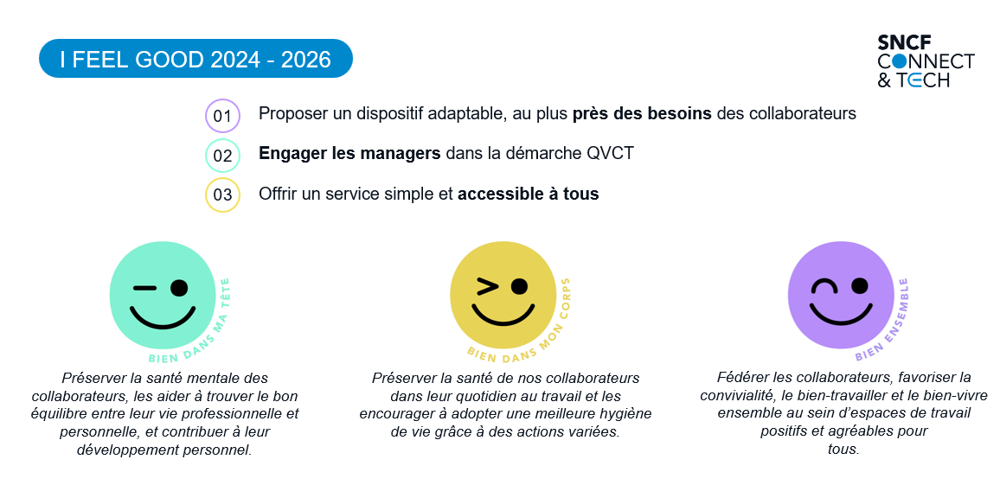 I FEEL GOOD 2024 - 2026
SNCF
CONNECT
& TECH
01 Proposer un dispositif adaptable, au plus près des besoins des collaborateurs
02 Engager les managers dans la démarche QVCT
03 Offrir un service simple et accessible à tous
BIEN DANS MA TÊTE
Préserver la santé mentale des
collaborateurs, les aider à trouver le bon
équilibre entre leur vie professionnelle et
personnelle, et contribuer à leur
développement personnel.
BIEN DANS MON CORPS
Préserver la santé de nos collaborateurs
dans leur quotidien au travail et les
encourager à adopter une meilleure hygiène
de vie grâce à des actions variées.
BIEN ENSEMBLE
Fédérer les collaborateurs, favoriser la
convivialité, le bien-travailler et le bien-vivre
ensemble au sein d’espaces de travail
positifs et agréables pour
tous.